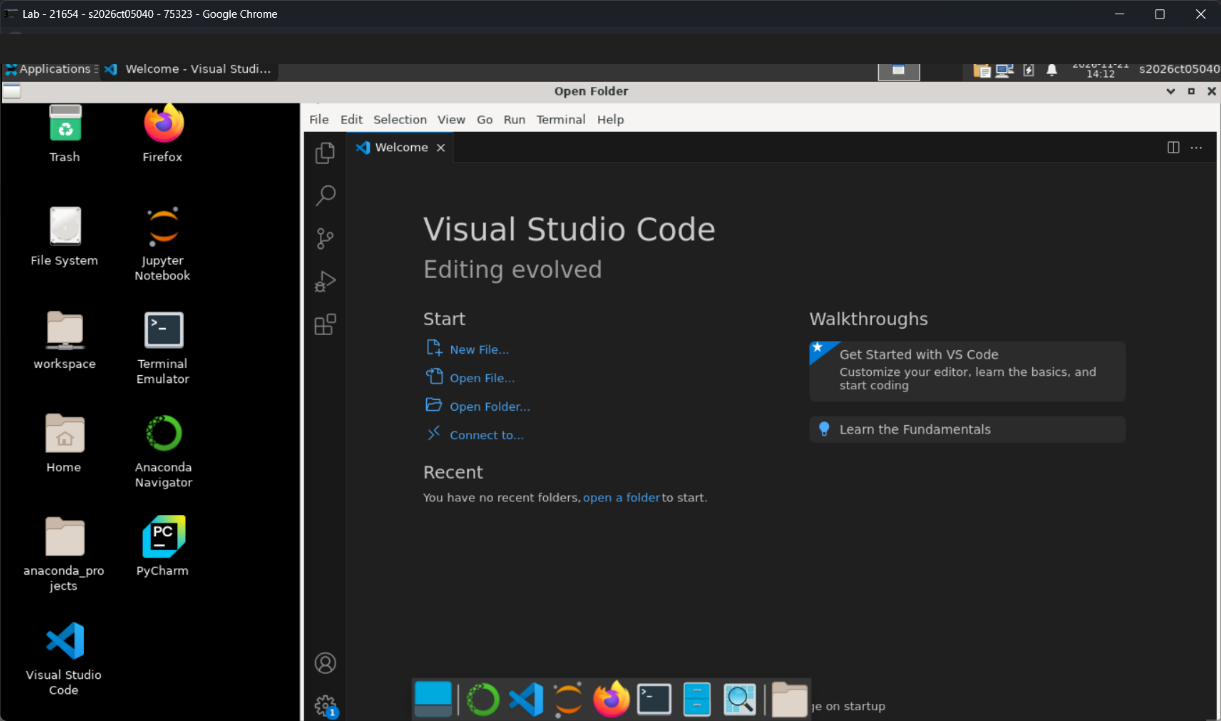 Lab - 21654 - s2026ct05040 - 75323 - Google Chrome
Applications
Welcome - Visual Studi...
14:12
s2026ct05040
Open Folder
File Edit Selection View Go Run Terminal Help
Welcome
Trash
Firefox
File System
Jupyter
Notebook
workspace
Terminal
Emulator
Home
Anaconda
Navigator
anaconda_pro
jects
PyCharm
PC
Visual Studio
Code
Visual Studio Code
Editing evolved
Start
New File...
Open File...
Open Folder...
Connect to...
Recent
You have no recent folders, open a folder to start.
Walkthroughs
Get Started with VS Code
Customize your editor, learn the basics, and
start coding
Learn the Fundamentals
1
on startup